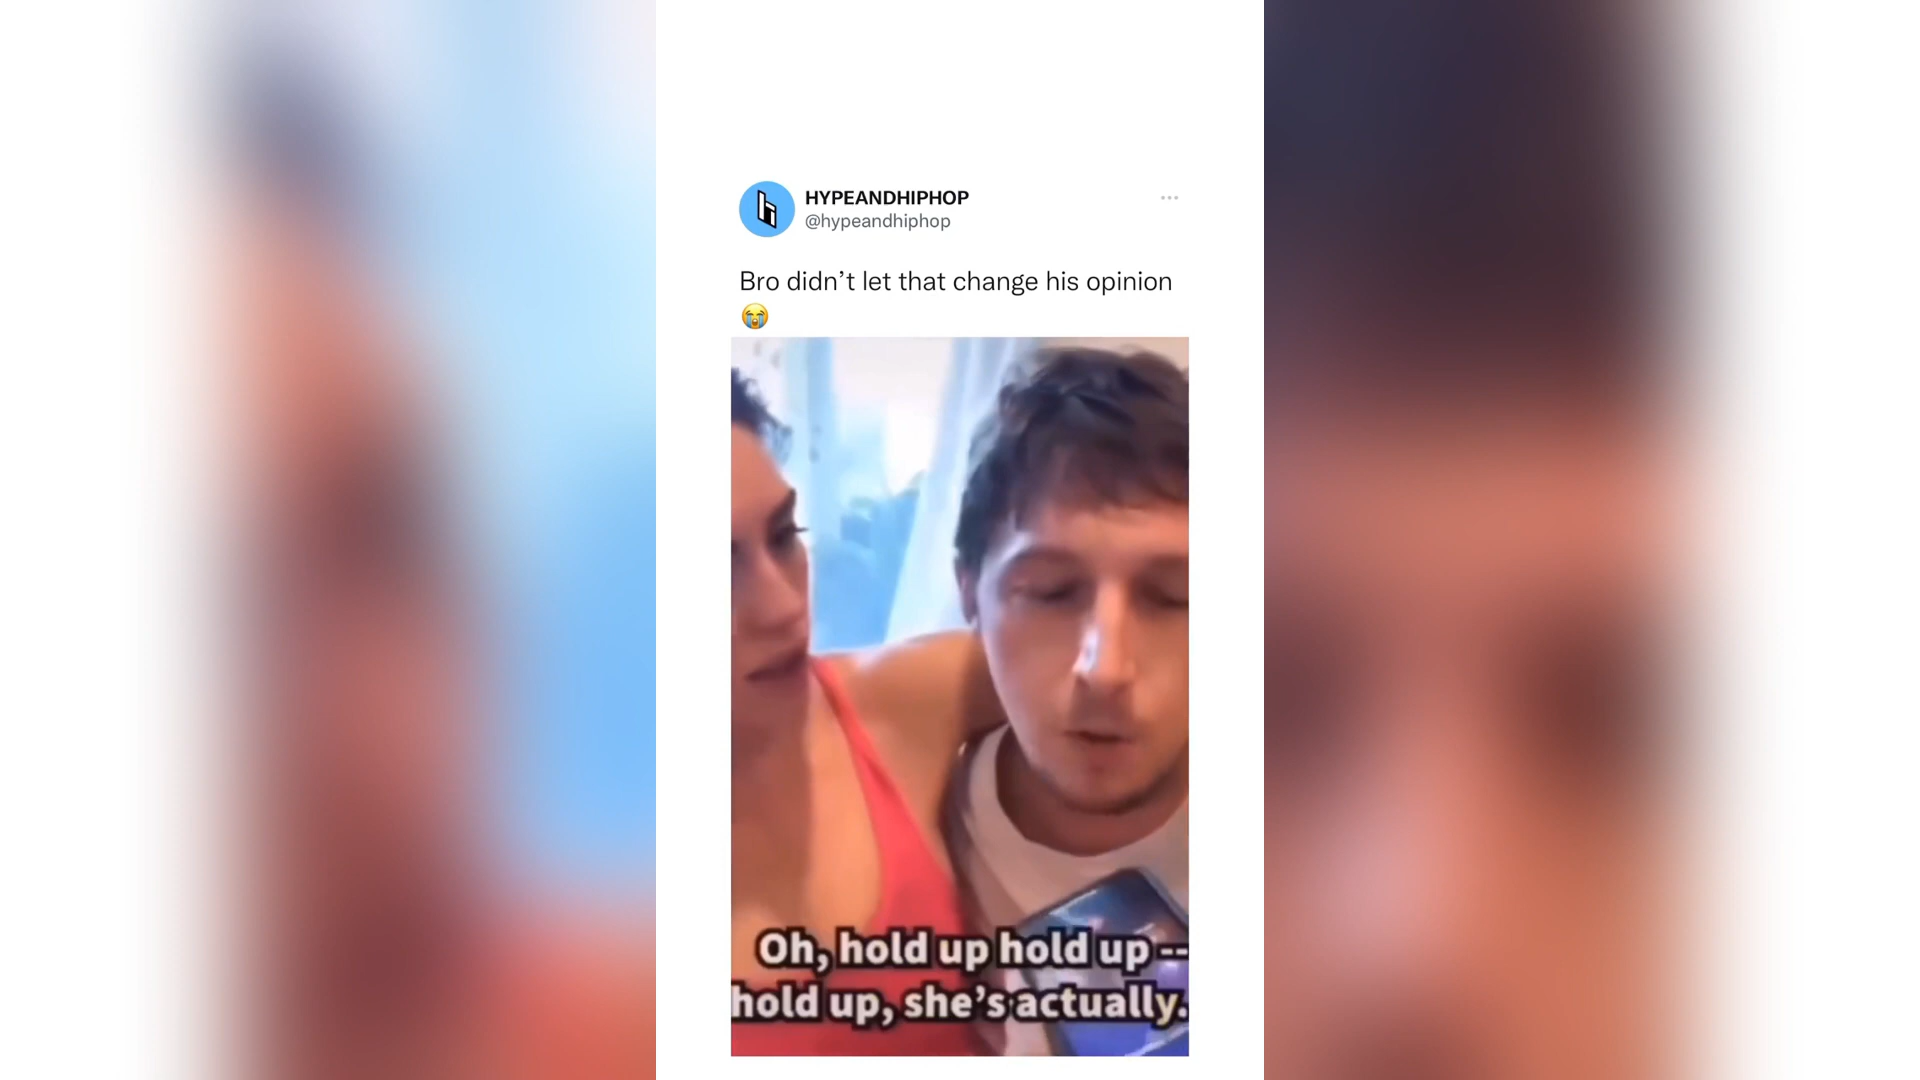 HYPEANDHIPHOP
@hypeandhiphop
Bro didn’t let that change his opinion
😭
Oh, hold up hold up --
hold up, she’s actually.